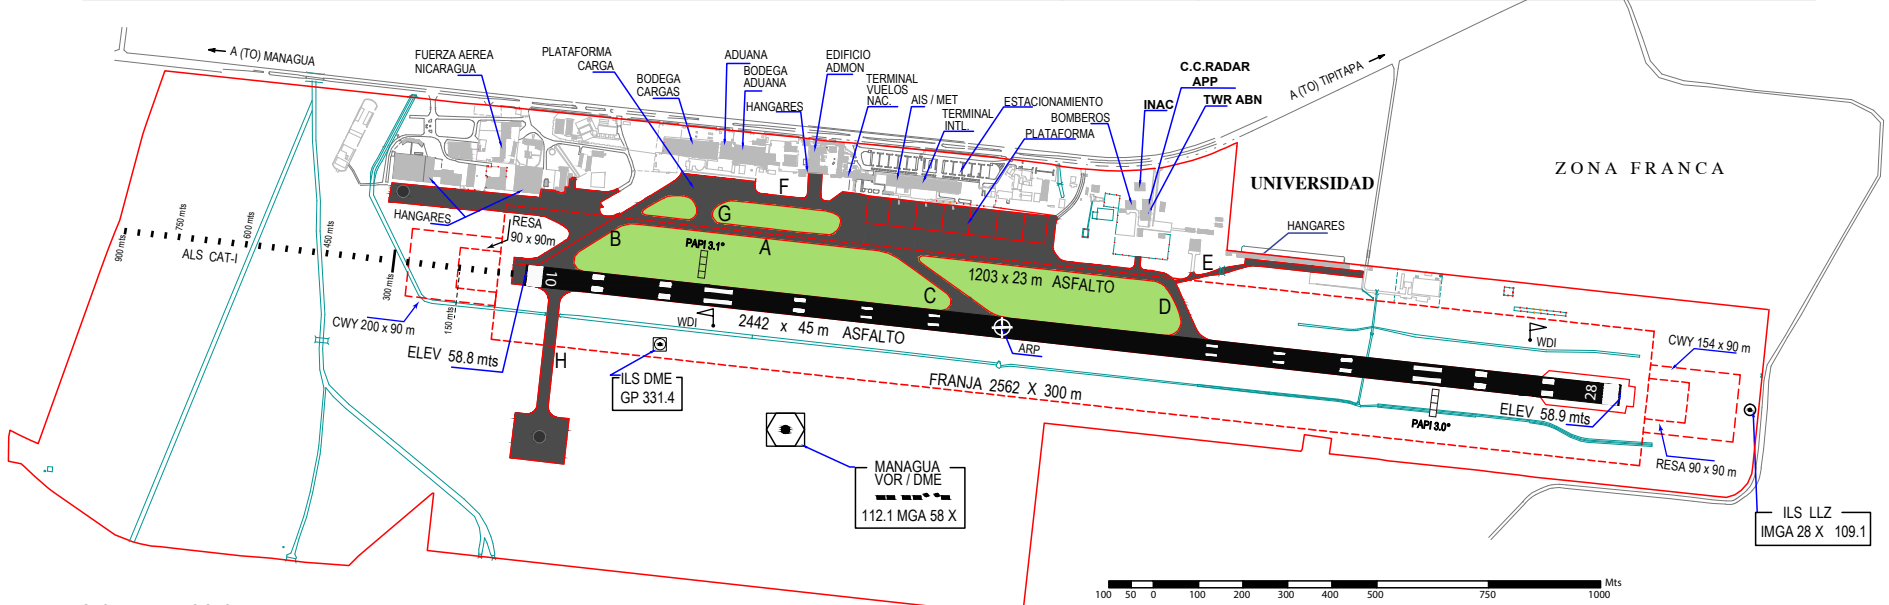 A (TO) MANAGUA
FUERZA AEREA
NICARAGUA
PLATAFORMA
CARGA
BODEGA
CARGAS
ADUANA
BODEGA
ADUANA
HANGARES
EDIFICIO
ADMON
TERMINAL
VUELOS
NAC.
AIS / MET
TERMINAL
INTL.
ESTACIONAMIENTO
BOMBEROS
PLATAFORMA
C.C.RADAR
APP
INAC
TWR ABN
A (TO) TIPITAPA
ZONA FRANCA
UNIVERSIDAD
HANGARES
HANGARES
RESA
90 x 90m
900 mts
750 mts
600 mts
450 mts
300 mts
150 mts
ALS CAT-I
CWY 200 x 90 m
ELEV 58.8 mts
F
G
B
A
C
D
E
H
PAPI 3.1°
1203 x 23 m ASFALTO
10
2442 x 45 m ASFALTO
WDI
ARP
ILS DME
GP 331.4
FRANJA 2562 X 300 m
MANAGUA
VOR / DME
112.1 MGA 58 X
WDI
CWY 154 x 90 m
28
ELEV 58.9 mts
PAPI 3.0°
RESA 90 x 90 m
ILS LLZ
IMGA 28 X 109.1
100 50 0 100 200 300 400 500 750 1000
Mts